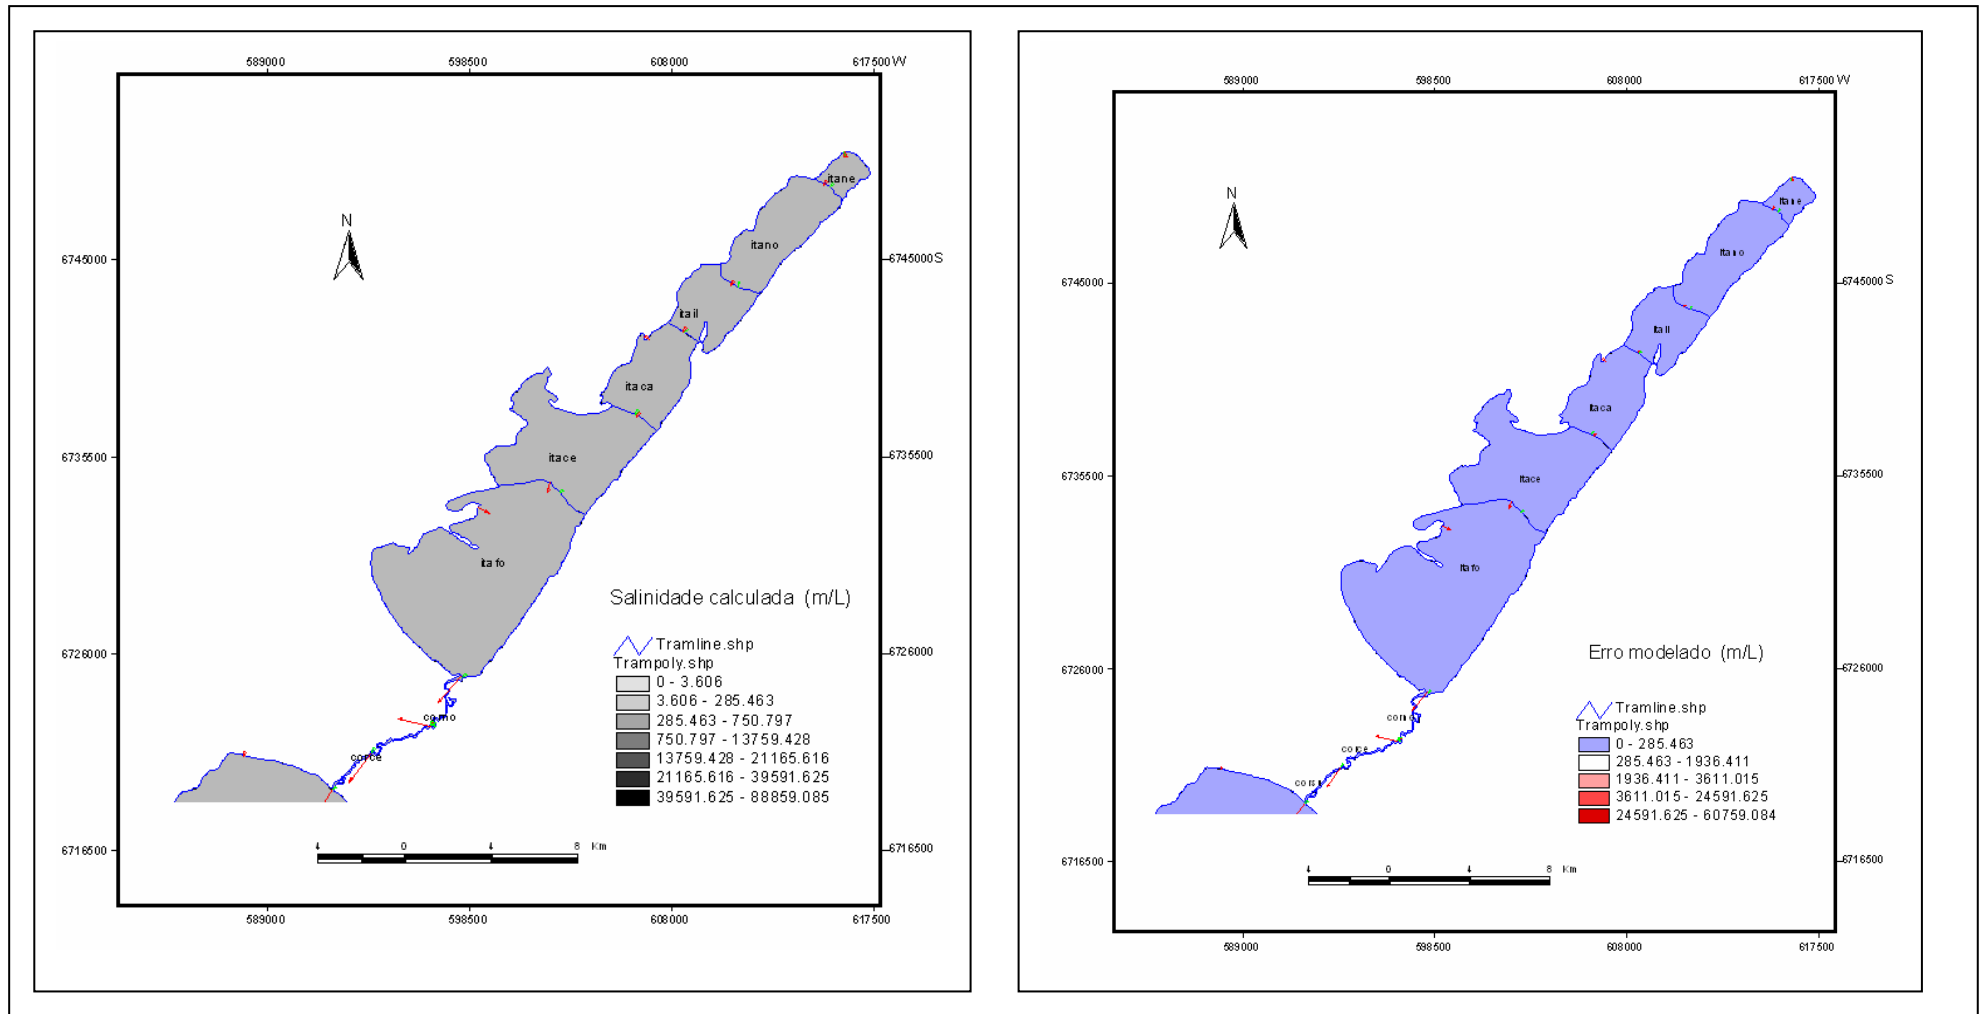 589000 598500 608000 617500 W
N
itane
itano
6745000 6745000 S
itail
itaca
itace
6735500 6735500
itafo
Salinidade calculada (m/L)
Tramline.shp
Trampoly.shp
0 - 3.606
3.606 - 285.463
285.463 - 750.797
750.797 - 13759.428
13759.428 - 21165.616
21165.616 - 39591.625
39591.625 - 88859.085
6726000 6726000
como
corce
4 0 4 8 Km
6716500 6716500
589000 598500 608000 617500
589000 598500 608000 617500 W
N
itane
itano
6745000 6745000 S
itail
itaca
6735500 6735500
itace
itafo
Erro modelado (m/L)
Tramline.shp
Trampoly.shp
0 - 285.463
285.463 - 1936.411
1936.411 - 3611.015
3611.015 - 24591.625
24591.625 - 60759.084
6726000 6726000
corce
4 0 4 8 Km
6716500 6716500
589000 598500 608000 617500